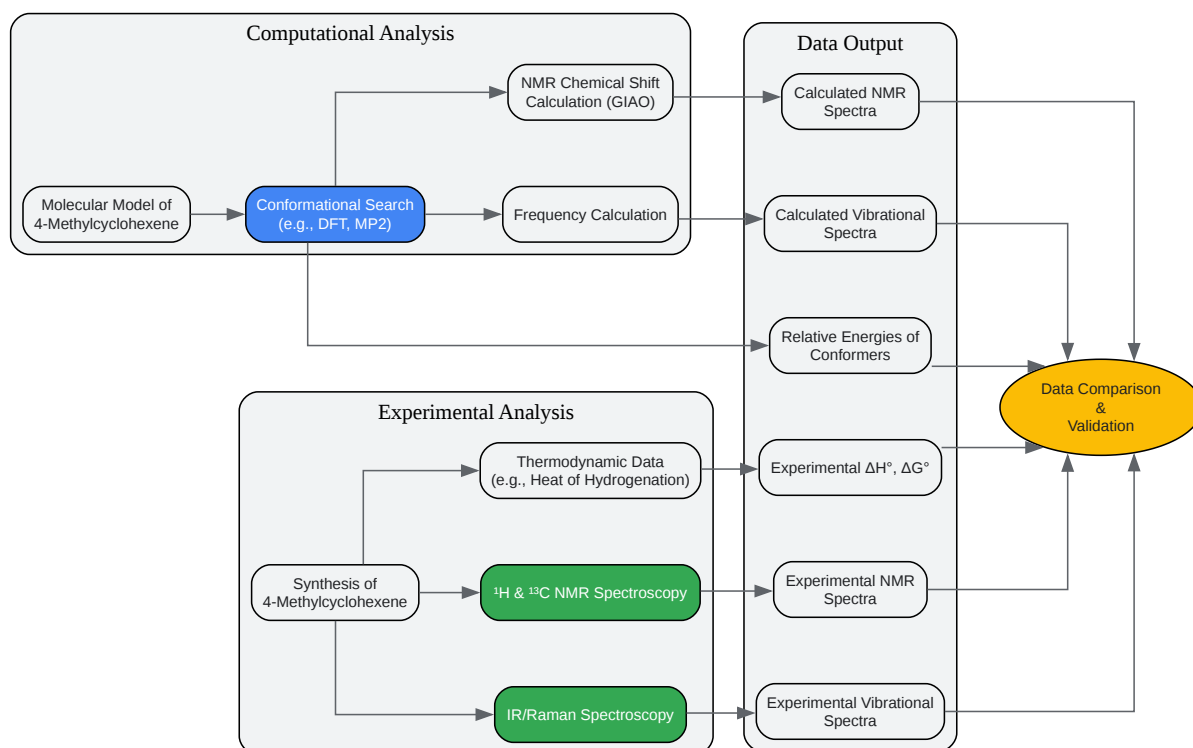 Computational Analysis
Data Output
NMR Chemical Shift
Calculation (GIAO)
Calculated NMR
Spectra
Molecular Model of
4-Methylcyclohexene
Conformational Search
(e.g., DFT, MP2)
Frequency Calculation
Calculated Vibrational
Spectra
Relative Energies of
Conformers
Data Comparison
&
Validation
Experimental Analysis
Thermodynamic Data
(e.g., Heat of Hydrogenation)
Experimental ΔH°, ΔG°
Synthesis of
4-Methylcyclohexene
¹H & ¹³C NMR Spectroscopy
Experimental NMR
Spectra
IR/Raman Spectroscopy
Experimental Vibrational
Spectra